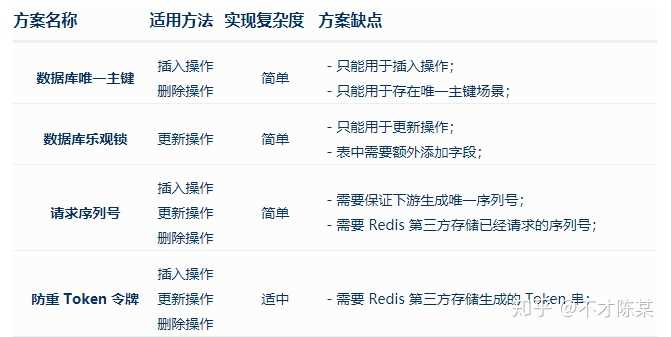 方案名称 适用方法 实现复杂度 方案缺点
数据库唯一主键 插入操作 删除操作 简单 - 只能用于插入操作；
- 只能用于存在唯一主键场景；
数据库乐观锁 更新操作 简单 - 只能用于更新操作；
- 表中需要额外添加字段；
请求序列号 插入操作 更新操作 删除操作 简单 - 需要保证下游生成唯一序列号；
- 需要 Redis 第三方存储已经请求的序列号；
防重 Token 令牌 插入操作 更新操作 删除操作 适中 - 需要 Redis 第三方存储生成的 Token 串；
知乎 @不才陈某